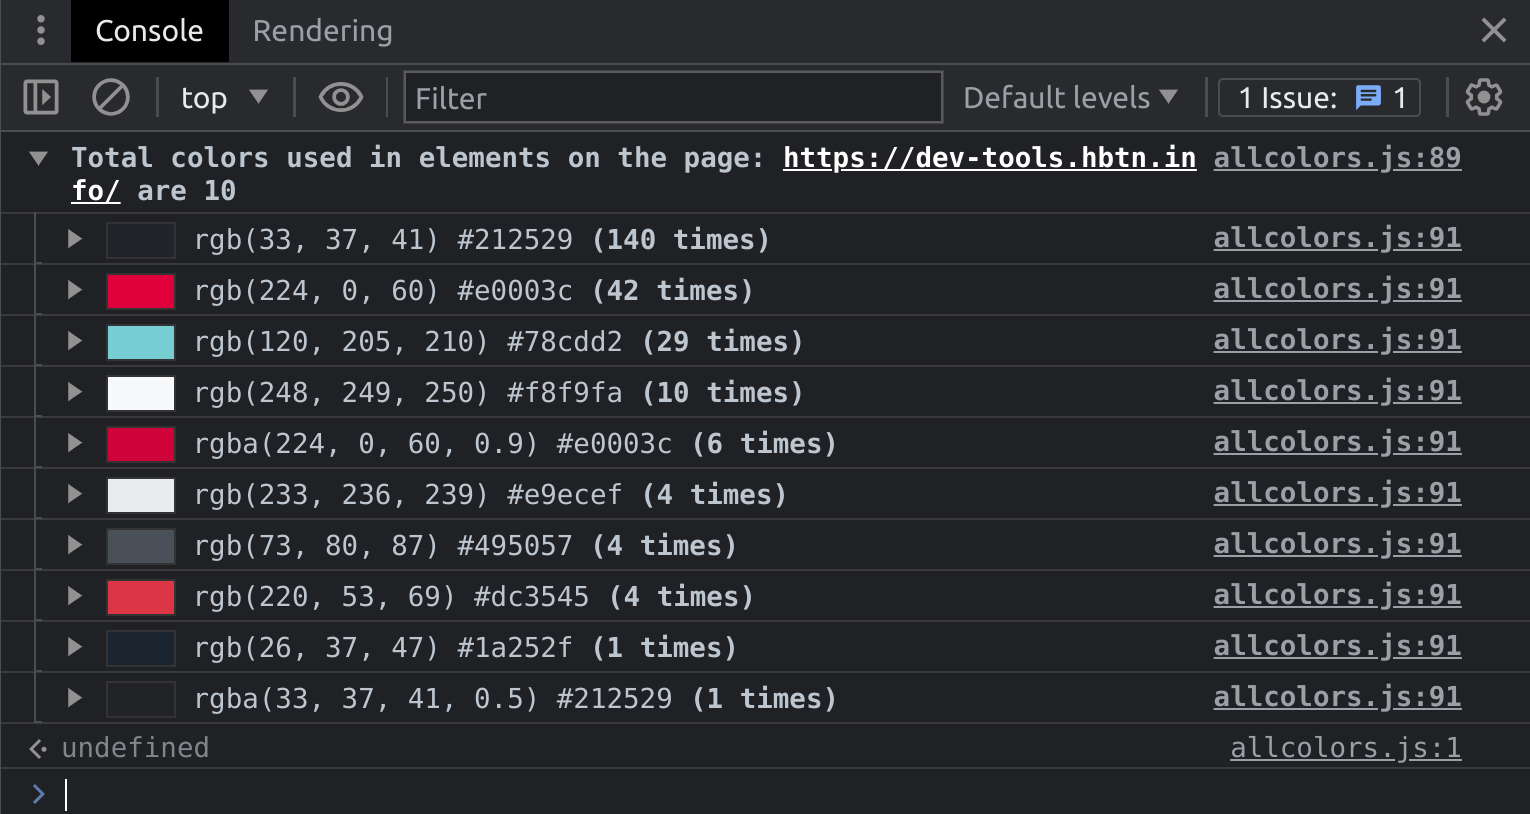 Console Rendering
top Filter Default levels 1 Issue: 1
Total colors used in elements on the page: https://dev-tools.hbtn.in allcolors.js:89
fo/ are 10
rgb(33, 37, 41) #212529 (140 times) allcolors.js:91
rgb(224, 0, 60) #e0003c (42 times) allcolors.js:91
rgb(120, 205, 210) #78cdd2 (29 times) allcolors.js:91
rgb(248, 249, 250) #f8f9fa (10 times) allcolors.js:91
rgba(224, 0, 60, 0.9) #e0003c (6 times) allcolors.js:91
rgb(233, 236, 239) #e9ecef (4 times) allcolors.js:91
rgb(73, 80, 87) #495057 (4 times) allcolors.js:91
rgb(220, 53, 69) #dc3545 (4 times) allcolors.js:91
rgb(26, 37, 47) #1a252f (1 times) allcolors.js:91
rgba(33, 37, 41, 0.5) #212529 (1 times) allcolors.js:91
undefined allcolors.js:1